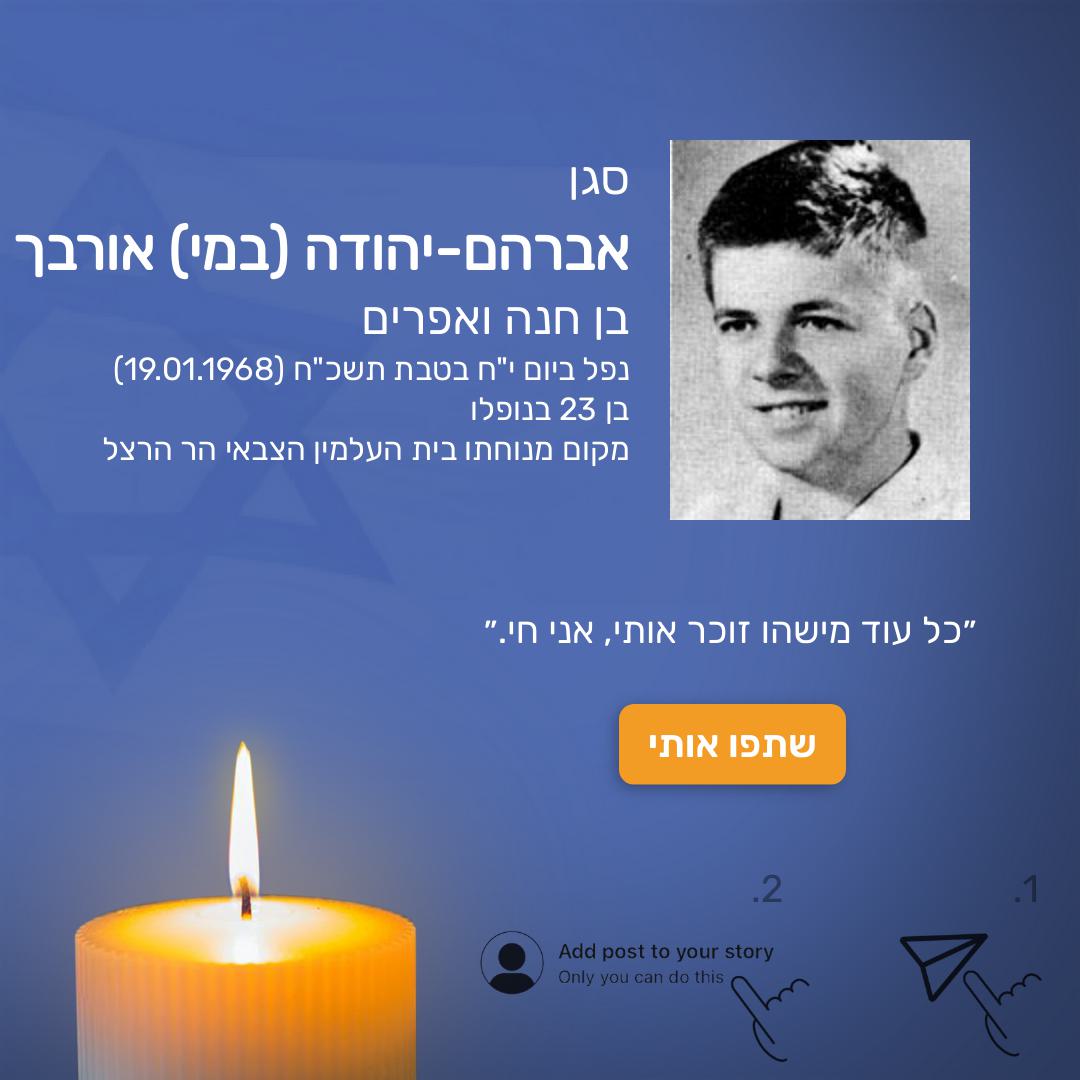 סגן
אברהם-יהודה (במי) אורבך
בן חנה ואפרים
נפל ביום י"ח בטבת תשכ"ח (19.01.1968)
בן 23 בנופלו
מקום מנוחתו בית העלמין הצבאי הר הרצל
״כל עוד מישהו זוכר אותי, אני חי.״
שתפו אותי
.1
.2
Add post to your story
Only you can do this